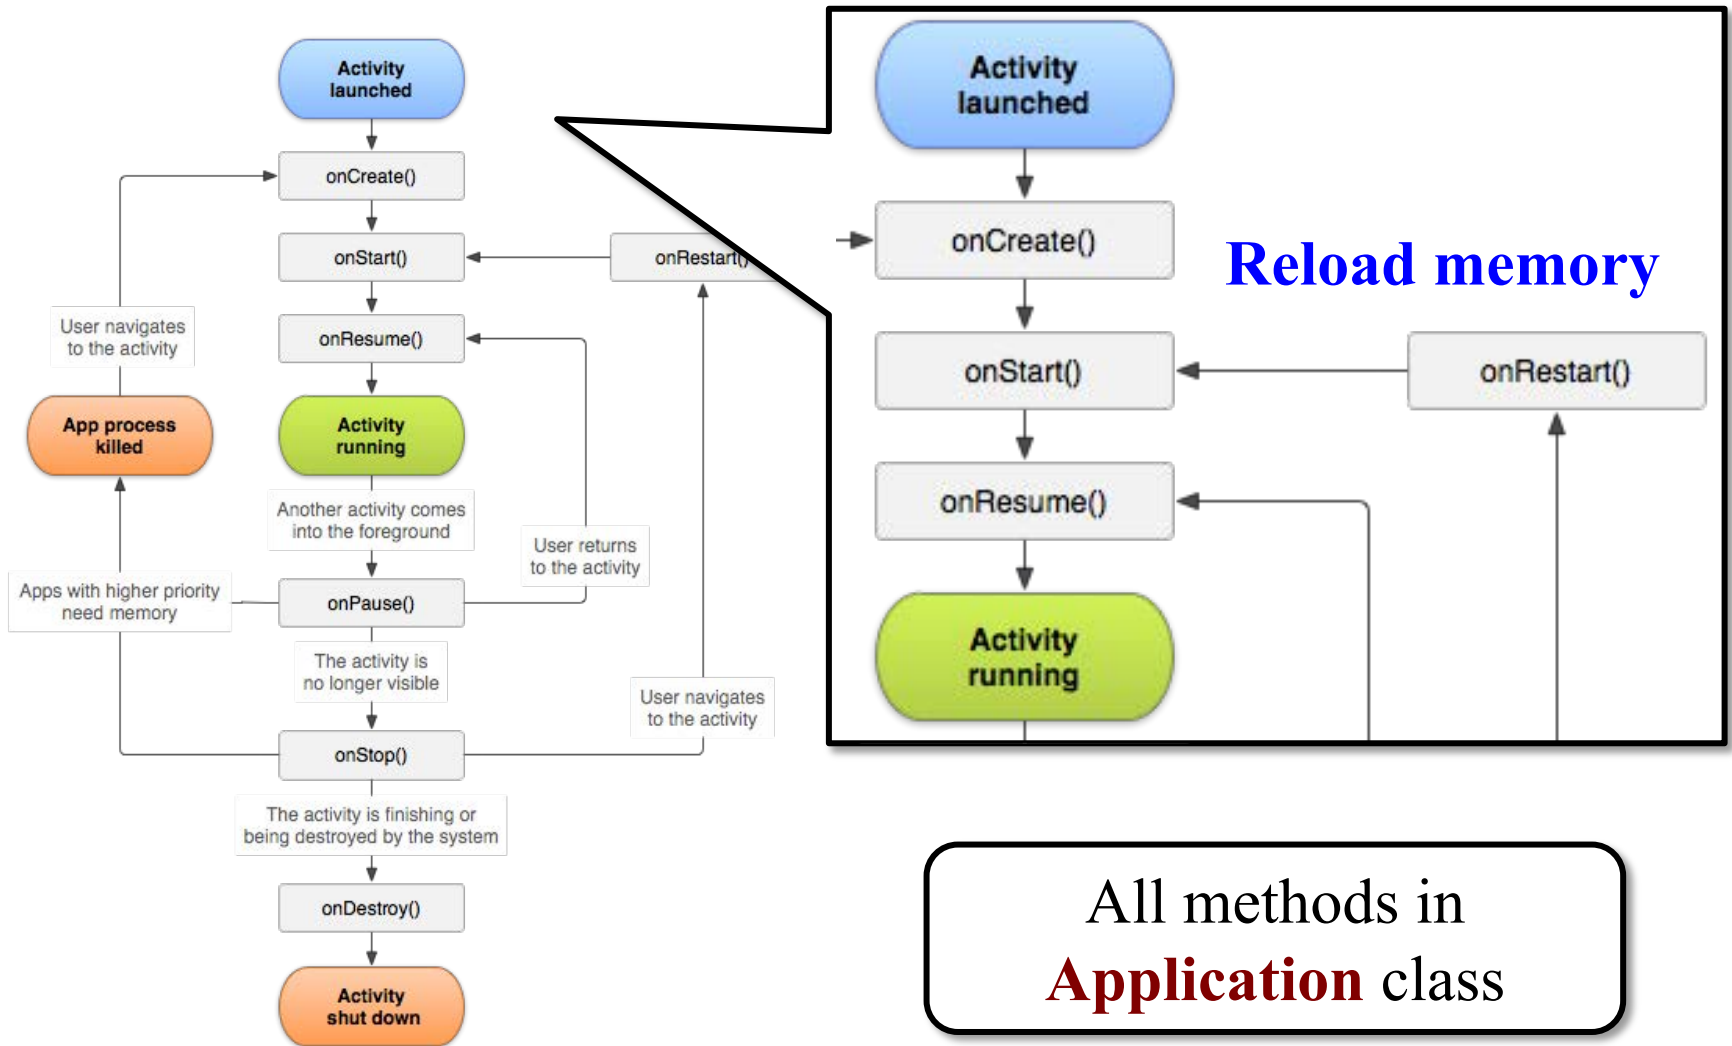 Activity
launched
onCreate()
onStart()
onRestart()
User navigates
to the activity
onResume()
App process
killed
Activity
running
Another activity comes
into the foreground
User returns
to the activity
Apps with higher priority
need memory
onPause()
The activity is
no longer visible
User navigates
to the activity
onStop()
The activity is finishing or
being destroyed by the system
onDestroy()
Activity
shut down
Activity
launched
onCreate()
Reload memory
onStart()
onRestart()
onResume()
Activity
running
All methods in
Application class